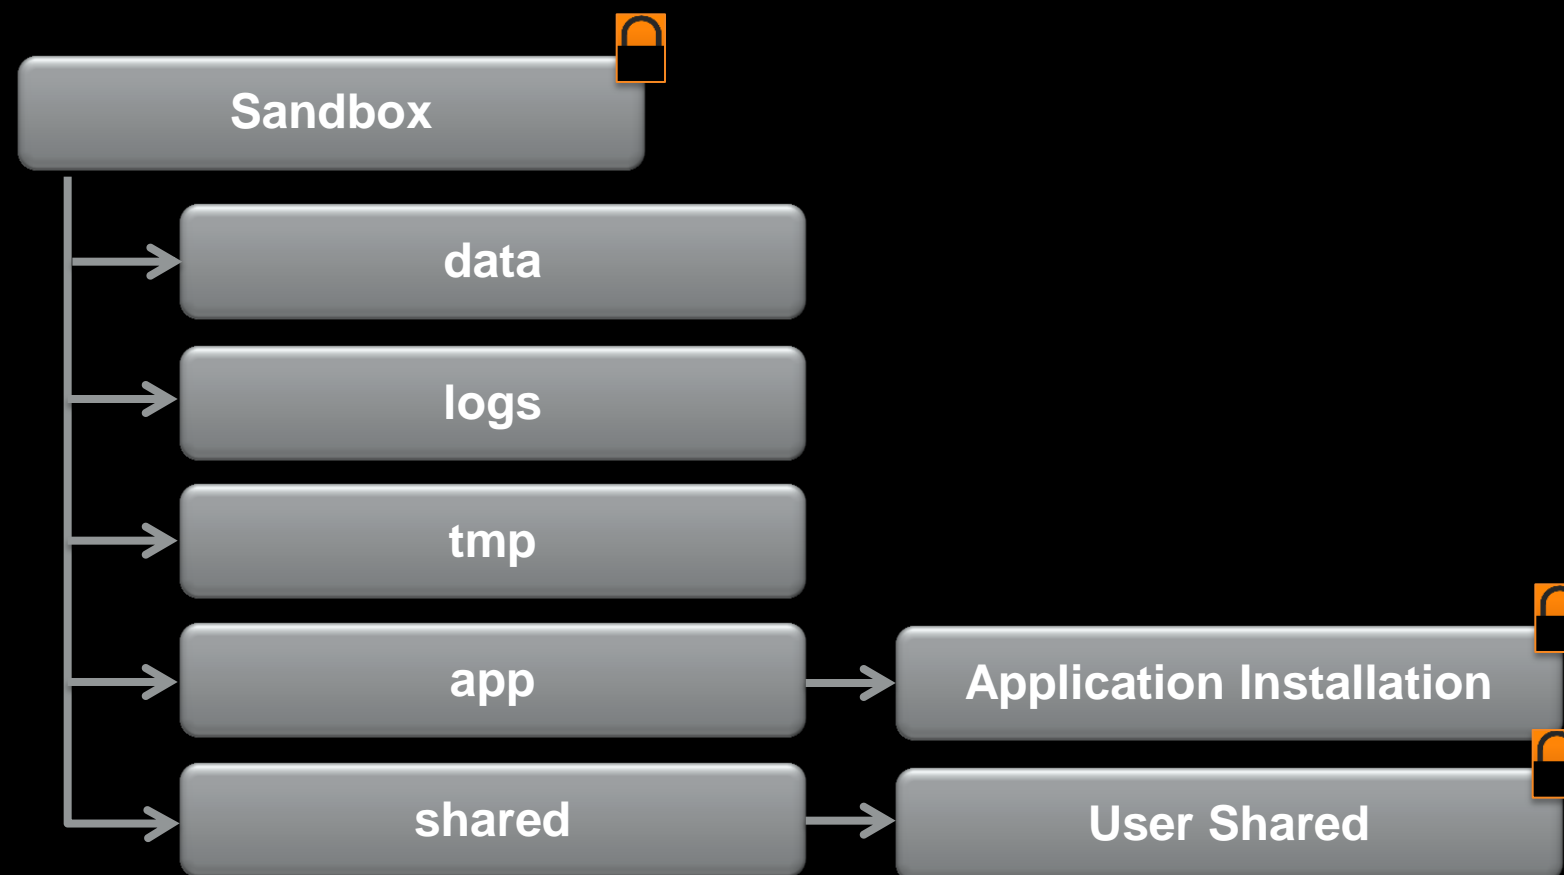 Sandbox
data
logs
tmp
app
Application Installation
shared
User Shared